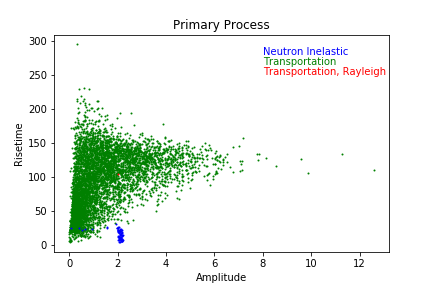 Primary Process
300
250
200
150
100
50
0
Risetime
Neutron Inelastic
Transportation
Transportation, Rayleigh
0 2 4 6 8 10 12
Amplitude